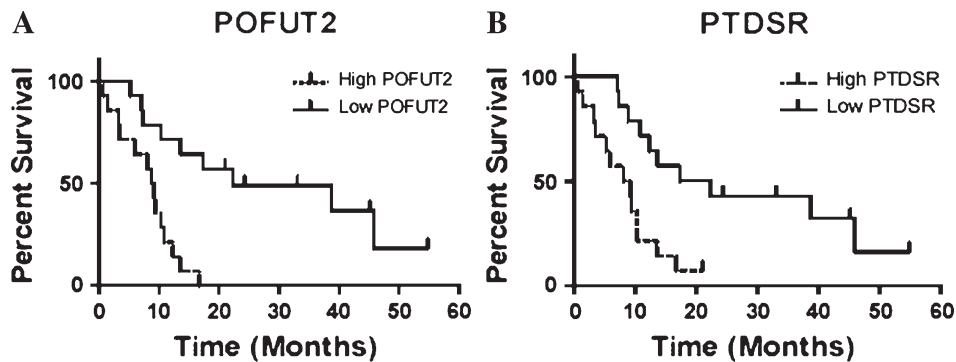 A
POFUT2
Percent Survival
100
50
0
High POFUT2
Low POFUT2
0 10 20 30 40 50 60
Time (Months)
B
PTDSR
Percent Survival
100
50
0
High PTDSR
Low PTDSR
0 10 20 30 40 50 60
Time (Months)